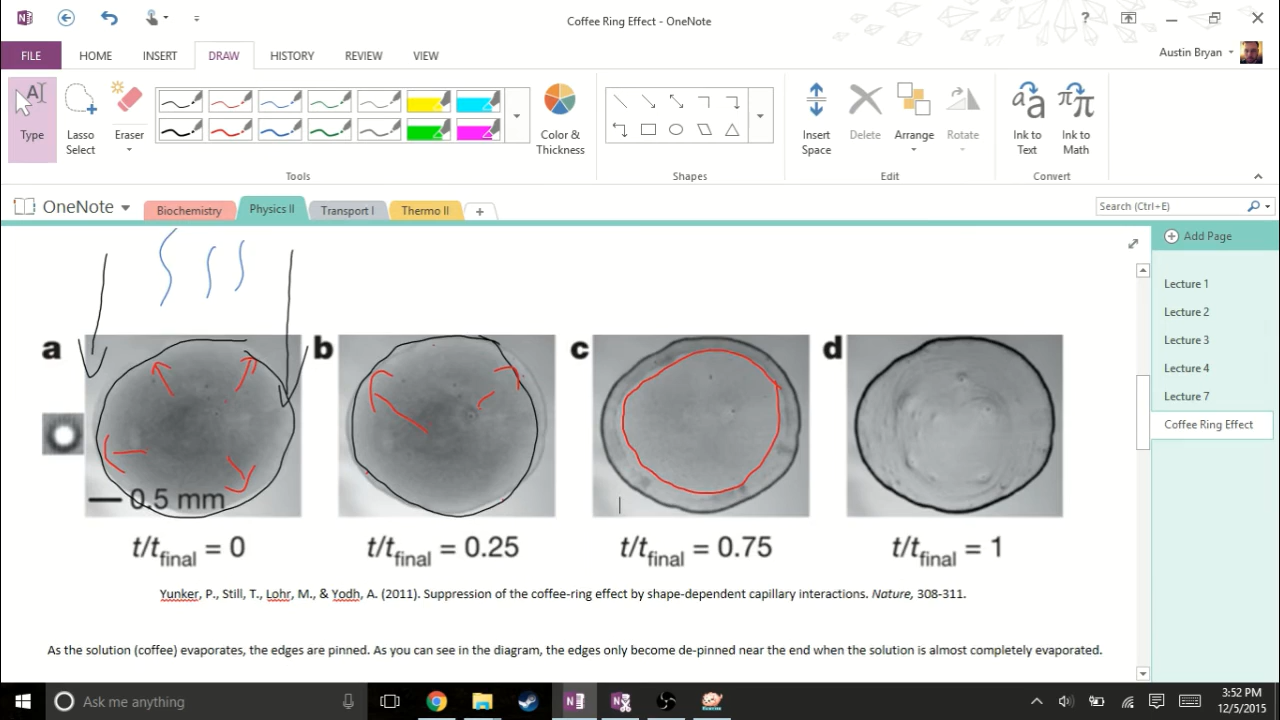 Coffee Ring Effect - OneNote
?
Austin Bryan
FILE HOME INSERT DRAW HISTORY REVIEW VIEW
Type
Lasso Select
Eraser
Color & Thickness
Insert Space
Delete
Arrange
Rotate
Ink to Text
Ink to Math
Tools Shapes Edit Convert
OneNote
Biochemistry Physics II Transport I Thermo II +
Search (Ctrl+E)
Add Page
Lecture 1
Lecture 2
Lecture 3
Lecture 4
Lecture 7
Coffee Ring Effect
a b c d
0.5 mm
t/tfinal = 0 t/tfinal = 0.25 t/tfinal = 0.75 t/tfinal = 1
Yunker, P., Still, T., Lohr, M., & Yodh, A. (2011). Suppression of the coffee-ring effect by shape-dependent capillary interactions. Nature, 308-311.
As the solution (coffee) evaporates, the edges are pinned. As you can see in the diagram, the edges only become de-pinned near the end when the solution is almost completely evaporated.
Ask me anything
3:52 PM
12/5/2015